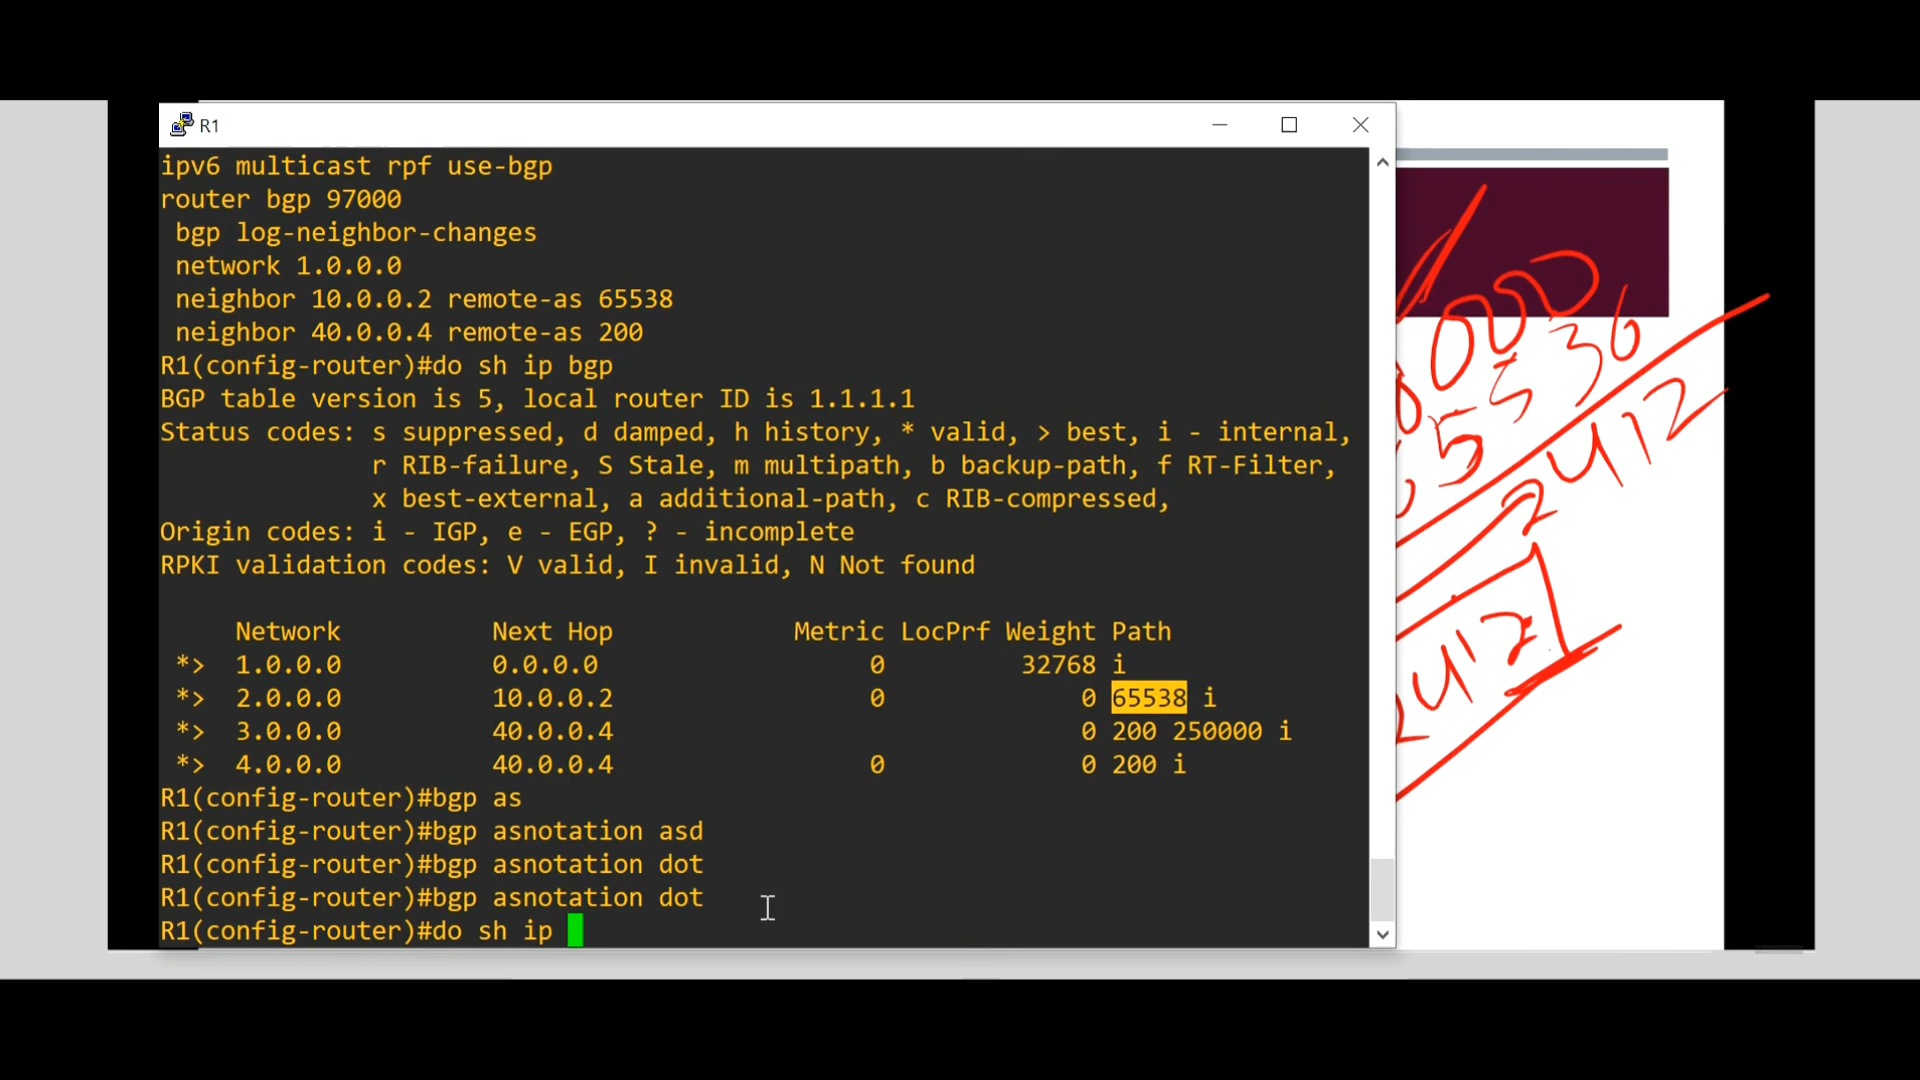 R1
ipv6 multicast rpf use-bgp
router bgp 97000
bgp log-neighbor-changes
network 1.0.0.0
neighbor 10.0.0.2 remote-as 65538
neighbor 40.0.0.4 remote-as 200
R1(config-router)#do sh ip bgp
BGP table version is 5, local router ID is 1.1.1.1
Status codes: s suppressed, d damped, h history, * valid, > best, i - internal,
r RIB-failure, S Stale, m multipath, b backup-path, f RT-Filter,
x best-external, a additional-path, c RIB-compressed,
Origin codes: i - IGP, e - EGP, ? - incomplete
RPKI validation codes: V valid, I invalid, N Not found
Network Next Hop Metric LocPrf Weight Path
*> 1.0.0.0 0.0.0.0 0 32768 i
*> 2.0.0.0 10.0.0.2 0 0 65538 i
*> 3.0.0.0 40.0.0.4 0 200 250000 i
*> 4.0.0.0 40.0.0.4 0 0 200 i
R1(config-router)#bgp as
R1(config-router)#bgp asnotation asd
R1(config-router)#bgp asnotation dot
R1(config-router)#bgp asnotation dot
R1(config-router)#do sh ip
000
5536
2412
2412